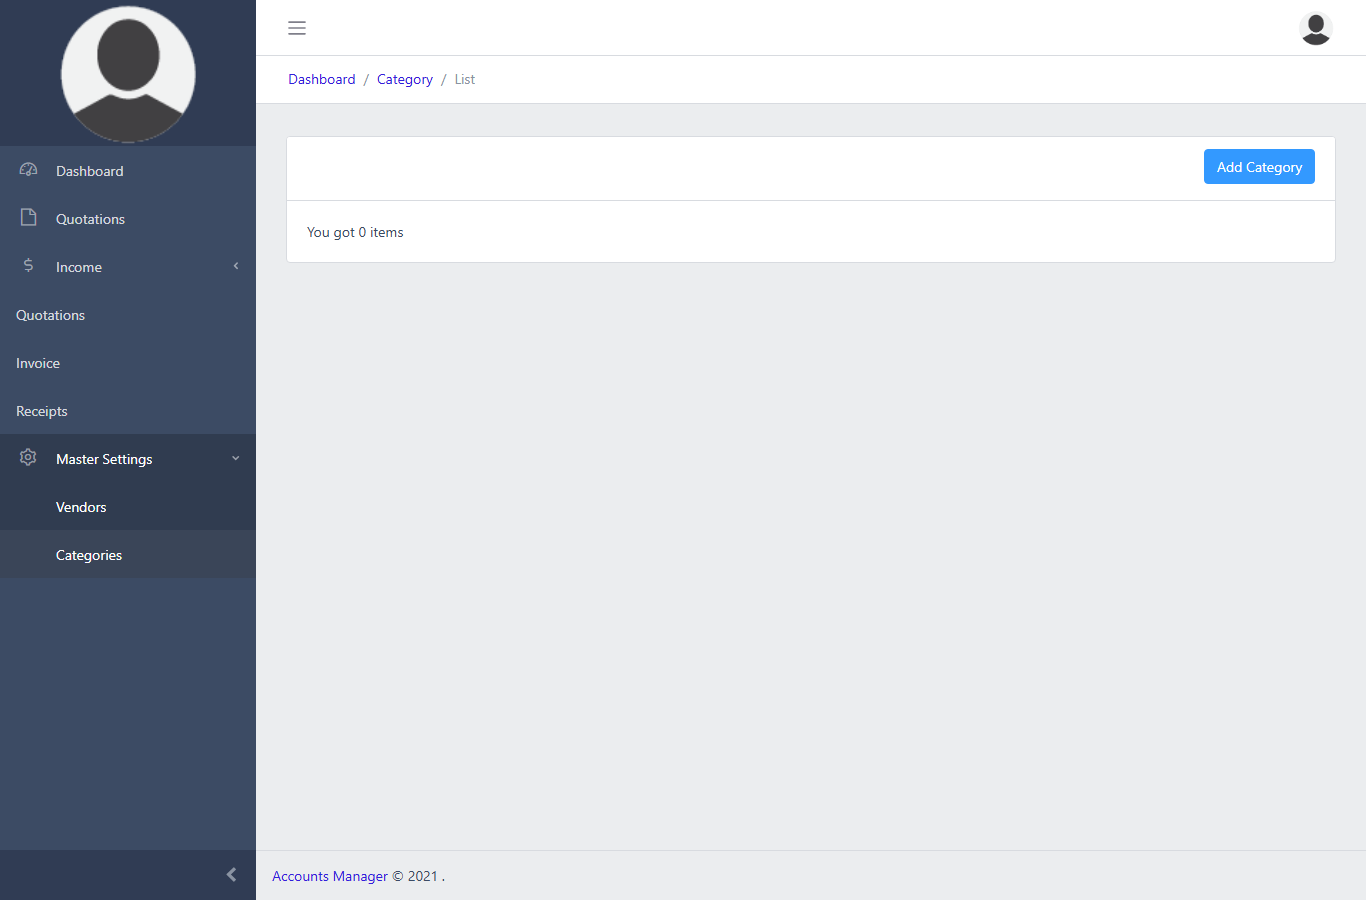 Dashboard
Quotations
Income
Quotations
Invoice
Receipts
Master Settings
Vendors
Categories
Dashboard / Category / List
Add Category
You got 0 items
Accounts Manager © 2021 .